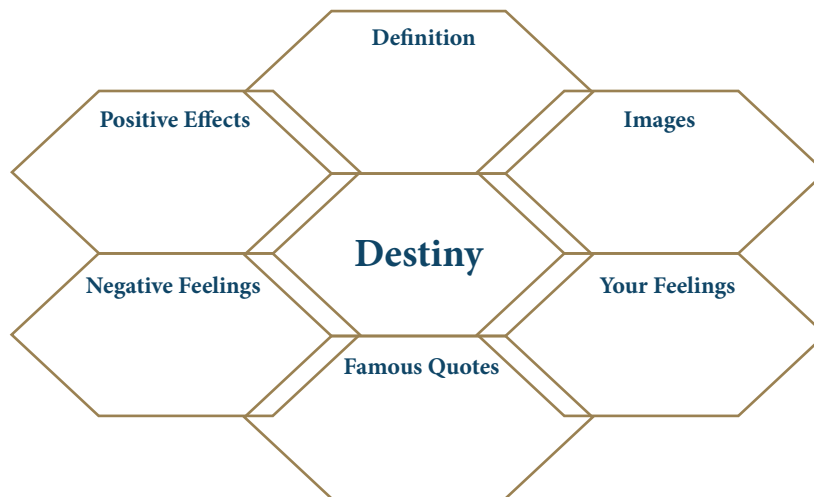 Definition
Positive Effects
Images
Destiny
Negative Feelings
Your Feelings
Famous Quotes